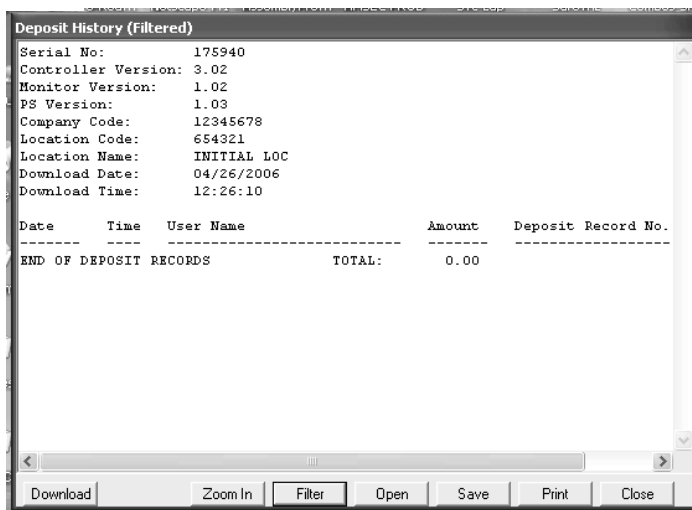 Deposit History (Filtered)
Serial No: 175940
Controller Version: 3.02
Monitor Version: 1.02
PS Version: 1.03
Company Code: 12345678
Location Code: 654321
Location Name: INITIAL LOC
Download Date: 04/26/2006
Download Time: 12:26:10
Date Time User Name Amount Deposit Record No.
------- ---- --------------------------- ------- ------------------
END OF DEPOSIT RECORDS TOTAL: 0.00
Download Zoom In Filter Open Save Print Close